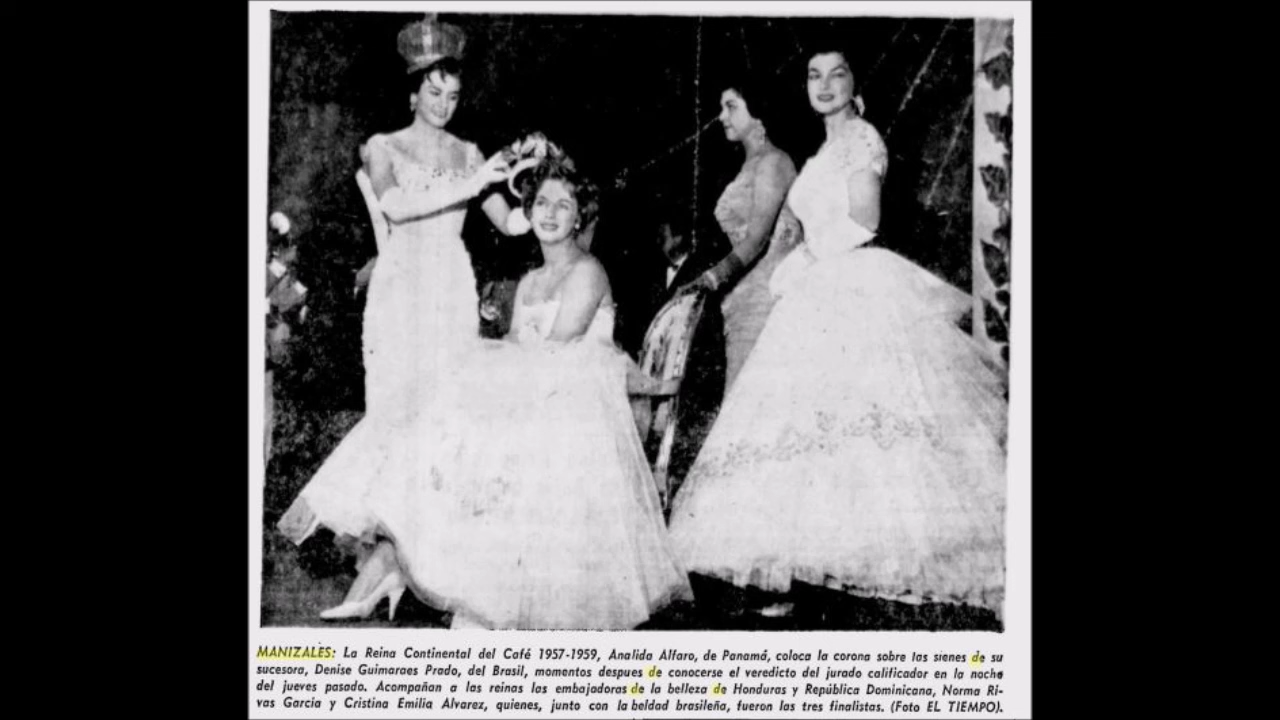 MANIZALES: La Reina Continental del Café 1957-1959, Analida Alfaro, de Panamá, coloca la corona sobre las sienes de su
sucesora, Denise Guimaraes Prado, del Brasil, momentos despues de conocerse el veredicto del jurado calificador en la noche
del jueves pasado. Acompañan a las reinas las embajadoras de la belleza de Honduras y República Dominicana, Norma Ri-
vas Garcia y Cristina Emilia Alvarez, quienes, junto con la beldad brasileña, fueron las tres finalistas. (Foto EL TIEMPO).